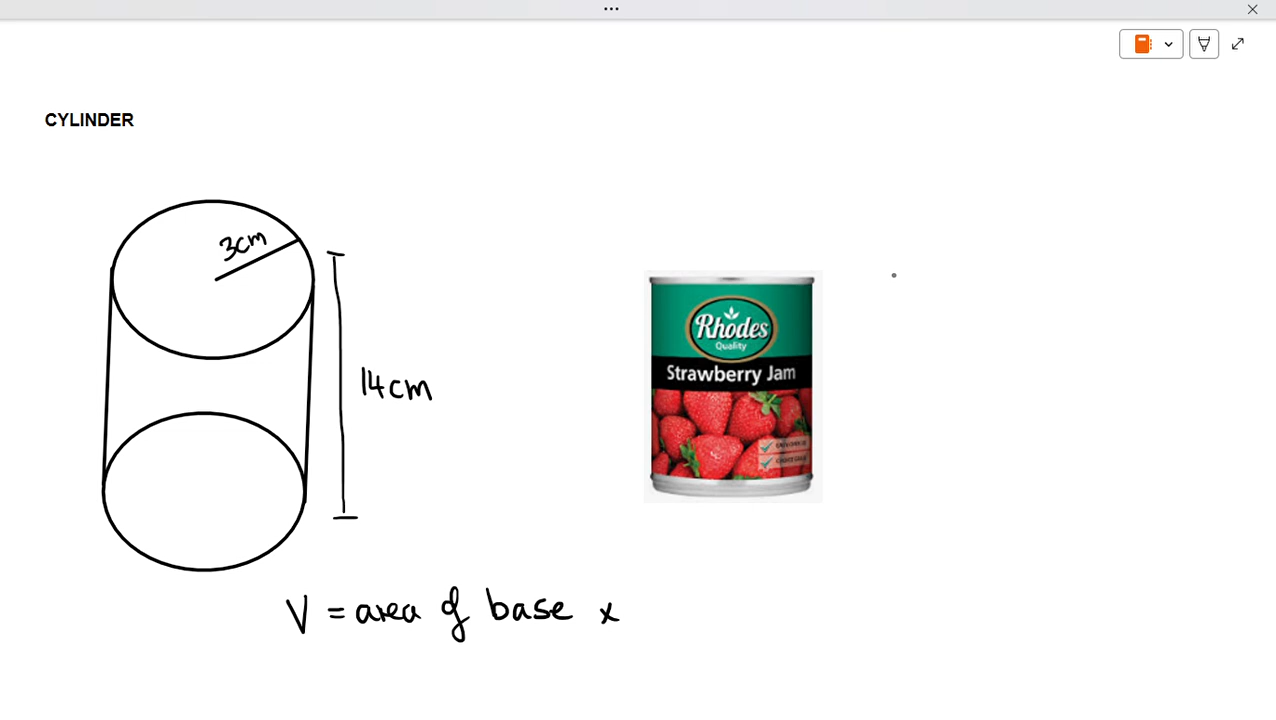 CYLINDER
3cm
14cm
Rhodes
Quality
Strawberry Jam
V = area of base x